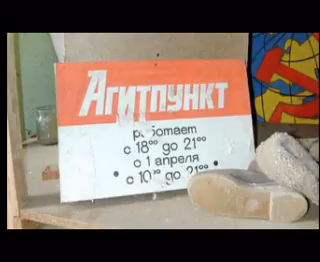 Агитпункт
работает
с 18⁰⁰ до 21⁰⁰
с 1 апреля
с 10⁰⁰ до 21⁰⁰